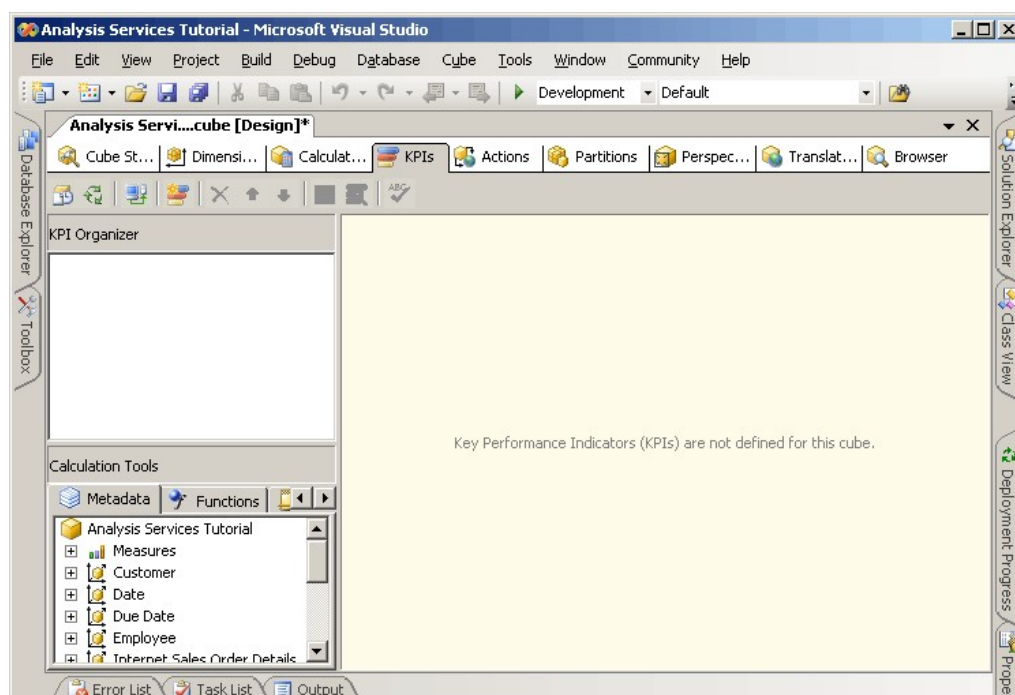 Analysis Services Tutorial - Microsoft Visual Studio
File Edit View Project Build Debug Database Cube Tools Window Community Help
Development Default
Analysis Servi....cube [Design]*
Cube St... Dimensi... Calculat... KPIs Actions Partitions Perspec... Translat... Browser
ABC
KPI Organizer
Key Performance Indicators (KPIs) are not defined for this cube.
Calculation Tools
Metadata Functions
Analysis Services Tutorial
Measures
Customer
Date
Due Date
Employee
Internet Sales Order Details
Error List Task List Output
Database Explorer
Toolbox
Solution Explorer
Class View
Deployment Progress